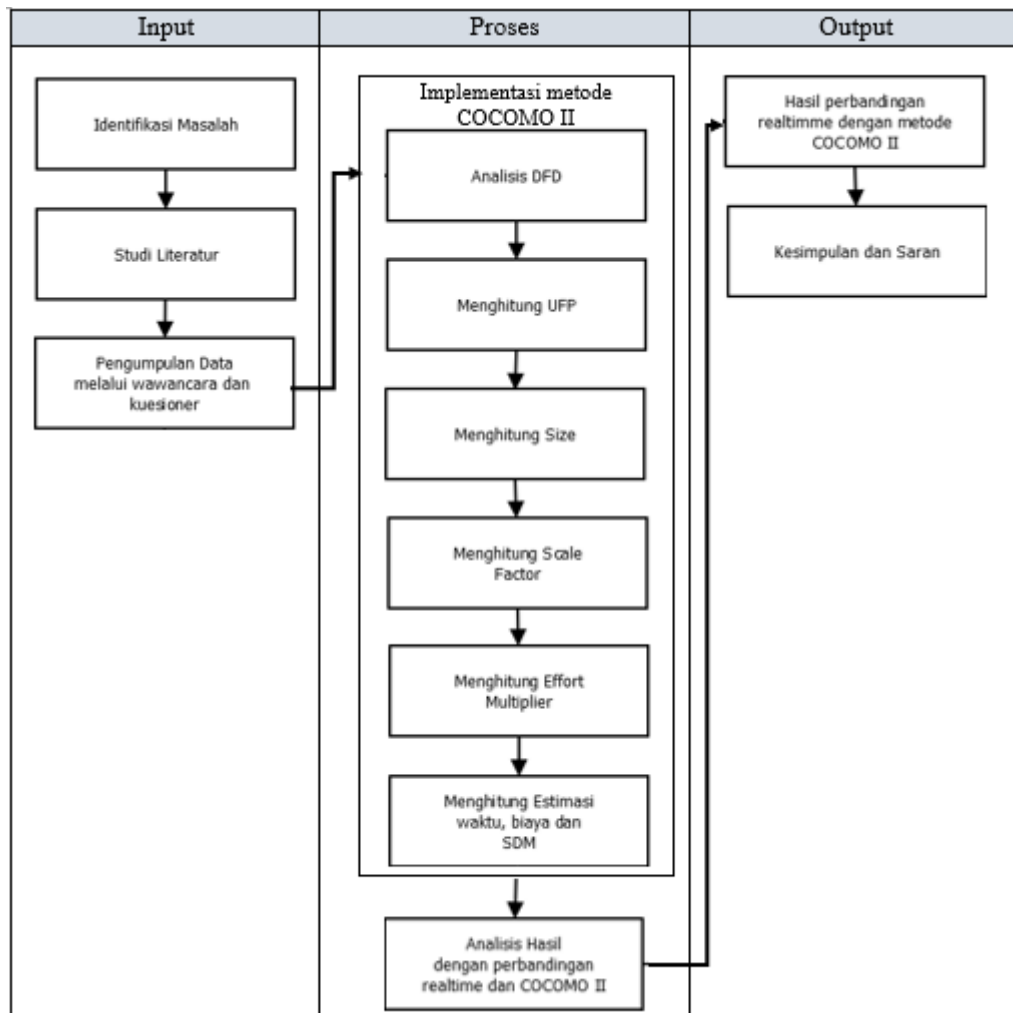 Input
Proses
Output
Identifikasi Masalah
Studi Literatur
Pengumpulan Data
melalui wawancara dan
kuesioner
Implementasi metode
COCOMO II
Analisis DFD
Menghitung UFP
Menghitung Size
Menghitung Scale
Factor
Menghitung Effort
Multiplier
Menghitung Estimasi
waktu, biaya dan
SDM
Analisis Hasil
dengan perbandingan
realtime dan COCOMO II
Hasil perbandingan
realtimme dengan metode
COCOMO II
Kesimpulan dan Saran